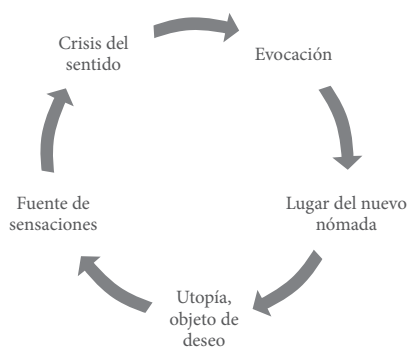 Crisis del
sentido
Evocación
Lugar del nuevo
nómada
Utopía,
objeto de
deseo
Fuente de
sensaciones